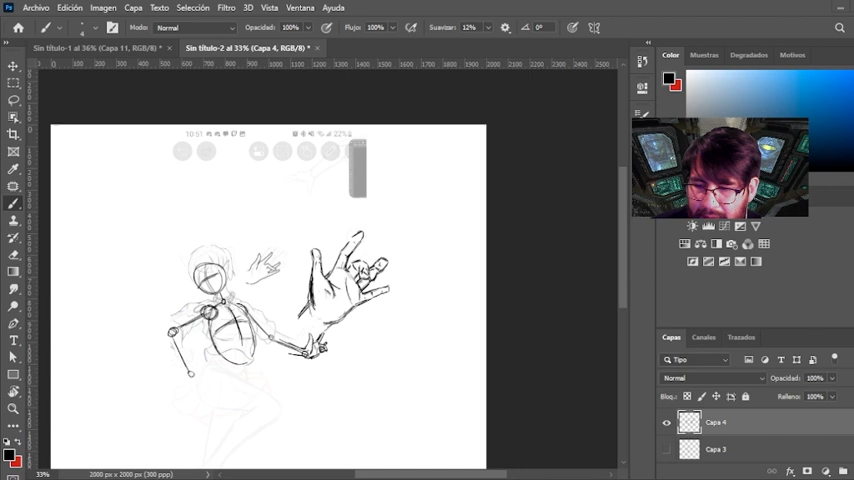 Archivo Edición Imagen Capa Texto Selección Filtro 3D Vista Ventana Ayuda
Modo: Normal Opacidad: 100% Flujo: 100% Suavizar: 12% 0°
Sin título-1 al 36% (Capa 11, RGB/8) * × Sin título-2 al 33% (Capa 4, RGB/8) * ×
Color Muestras Degradados Motivos
10:51 22%
Capas Canales Trazados
Tipo
Normal Opacidad: 100%
Bloq.: Relleno: 100%
Capa 4
Capa 3
33% 2000 px x 2000 px (300 ppp)